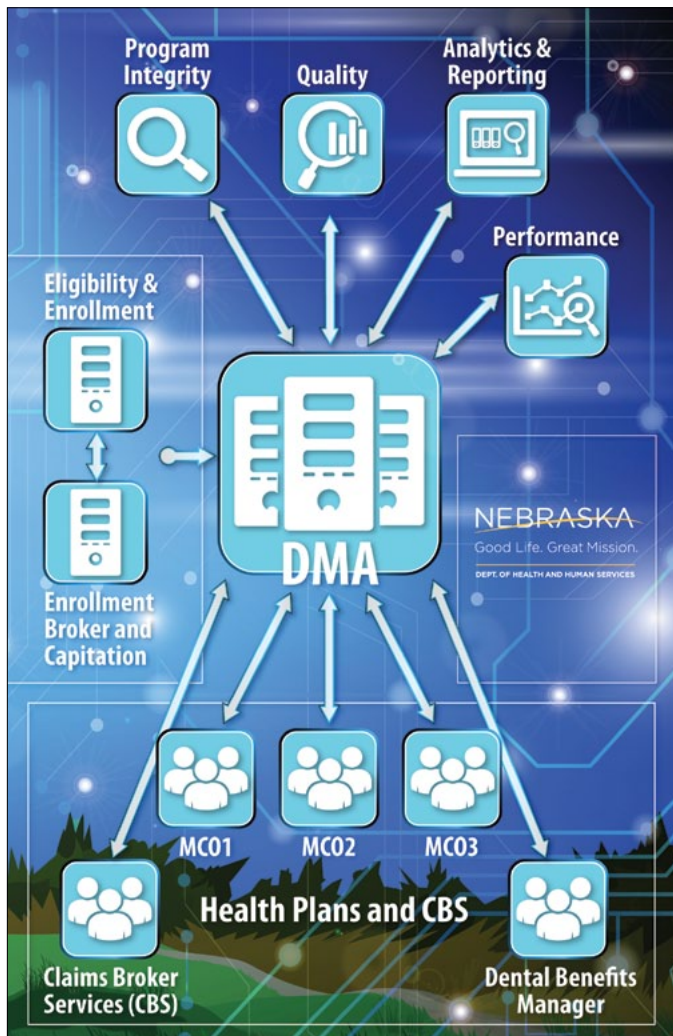 Program
Integrity
Quality
Analytics &
Reporting
Performance
Eligibility &
Enrollment
Enrollment
Broker and
Capitation
DMA
NEBRASKA
Good Life. Great Mission.
DEPT. OF HEALTH AND HUMAN SERVICES
MCO1
MCO2
MCO3
Health Plans and CBS
Claims Broker
Services (CBS)
Dental Benefits
Manager